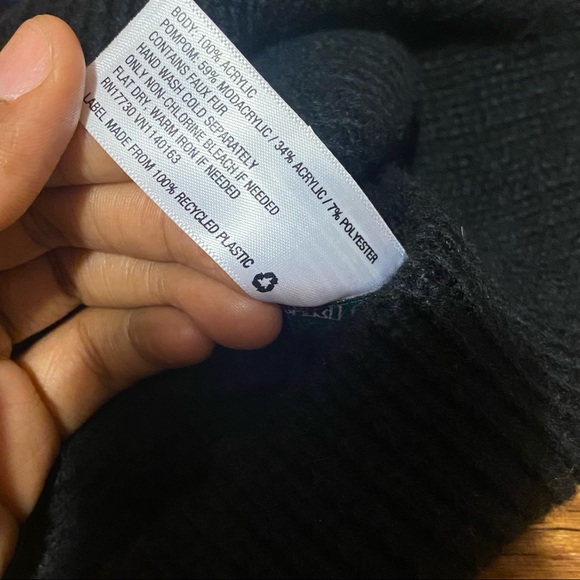 BODY: 100% ACRYLIC
POMPOM: 59% MODACRYLIC / 34% ACRYLIC / 7% POLYESTER
CONTAINS FAUX FUR
HAND WASH COLD SEPARATELY
ONLY NON-CHLORINE BLEACH IF NEEDED
FLAT DRY. WARM IRON IF NEEDED
RN17730 VN1140163
LABEL MADE FROM 100% RECYCLED PLASTIC